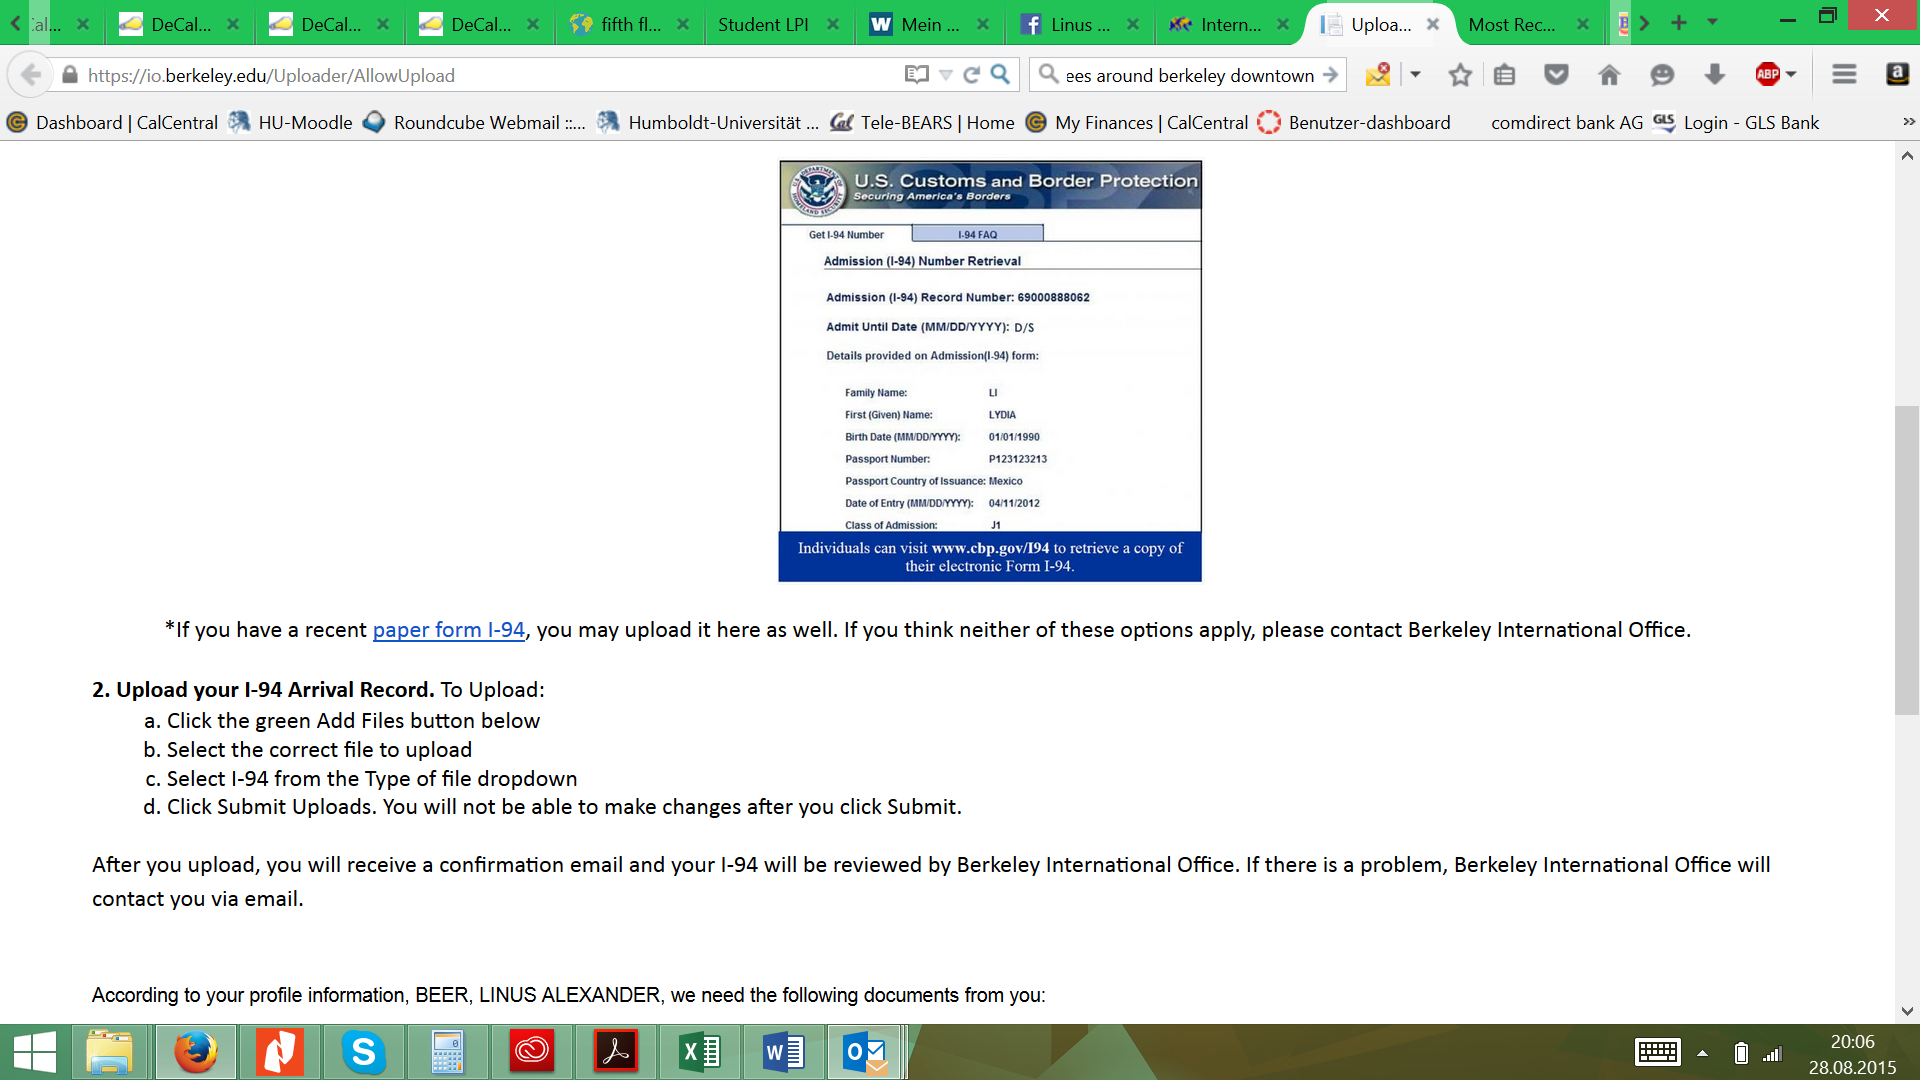 al...
DeCal...
DeCal...
DeCal...
fifth fl...
Student LPI
Mein ...
Linus ...
Intern...
Uploa...
Most Rec...
https://io.berkeley.edu/Uploader/AllowUpload
ees around berkeley downtown
ABP
Dashboard | CalCentral
HU-Moodle
Roundcube Webmail ::...
Humboldt-Universität ...
Cal
Tele-BEARS | Home
My Finances | CalCentral
Benutzer-dashboard
comdirect bank AG
GLS
Login - GLS Bank
U.S. Customs and Border Protection
Securing America's Borders
Get I-94 Number
I-94 FAQ
Admission (I-94) Number Retrieval
Admission (I-94) Record Number: 69000888062
Admit Until Date (MM/DD/YYYY): D/S
Details provided on Admission(I-94) form:
Family Name: LI
First (Given) Name: LYDIA
Birth Date (MM/DD/YYYY): 01/01/1990
Passport Number: P123123213
Passport Country of Issuance: Mexico
Date of Entry (MM/DD/YYYY): 04/11/2012
Class of Admission: J1
Individuals can visit www.cbp.gov/I94 to retrieve a copy of
their electronic Form I-94.
*If you have a recent paper form I-94, you may upload it here as well. If you think neither of these options apply, please contact Berkeley International Office.
2. Upload your I-94 Arrival Record. To Upload:
a. Click the green Add Files button below
b. Select the correct file to upload
c. Select I-94 from the Type of file dropdown
d. Click Submit Uploads. You will not be able to make changes after you click Submit.
After you upload, you will receive a confirmation email and your I-94 will be reviewed by Berkeley International Office. If there is a problem, Berkeley International Office will
contact you via email.
According to your profile information, BEER, LINUS ALEXANDER, we need the following documents from you:
20:06
28.08.2015